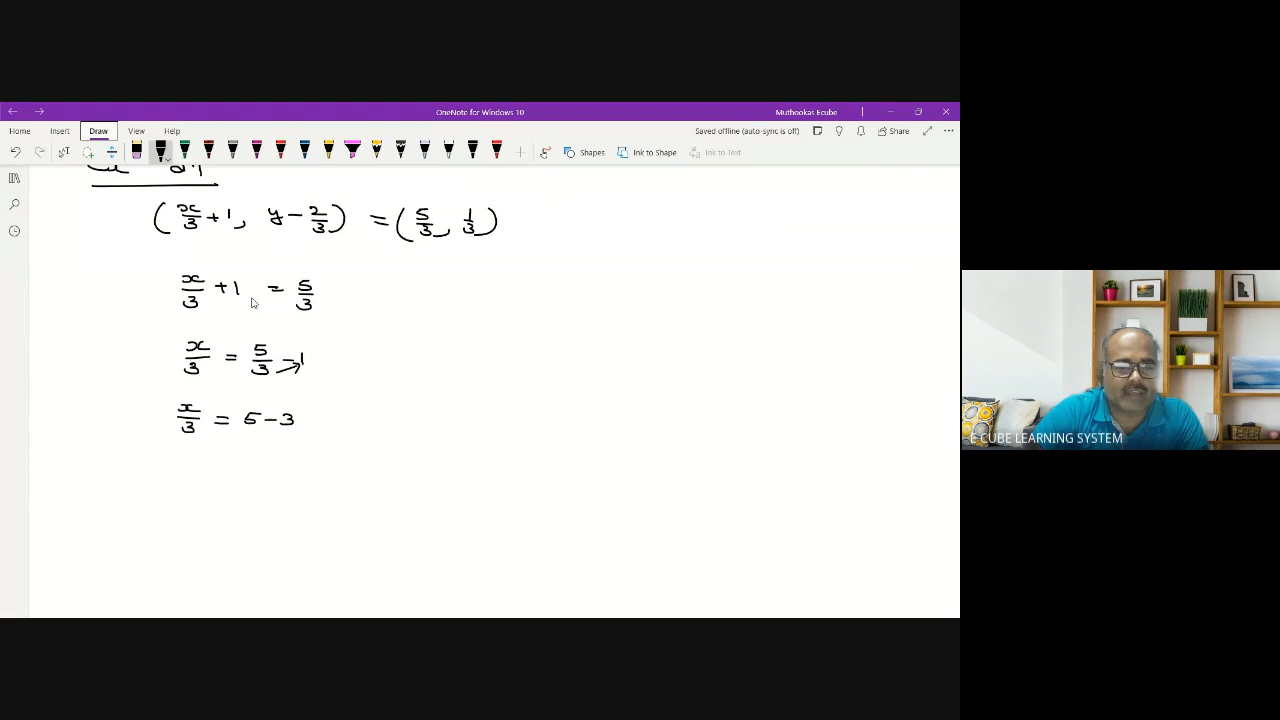 OneNote for Windows 10
Muthookas Ecube
Home Insert Draw View Help
Saved offline (auto-sync is off) Share
Shapes Ink to Shape Ink to Text
(x/3 + 1, y - 2/3) = (5/3, 1/3)
x/3 + 1 = 5/3
x/3 = 5/3 - 1
x/3 = 5 - 3
E CUBE LEARNING SYSTEM